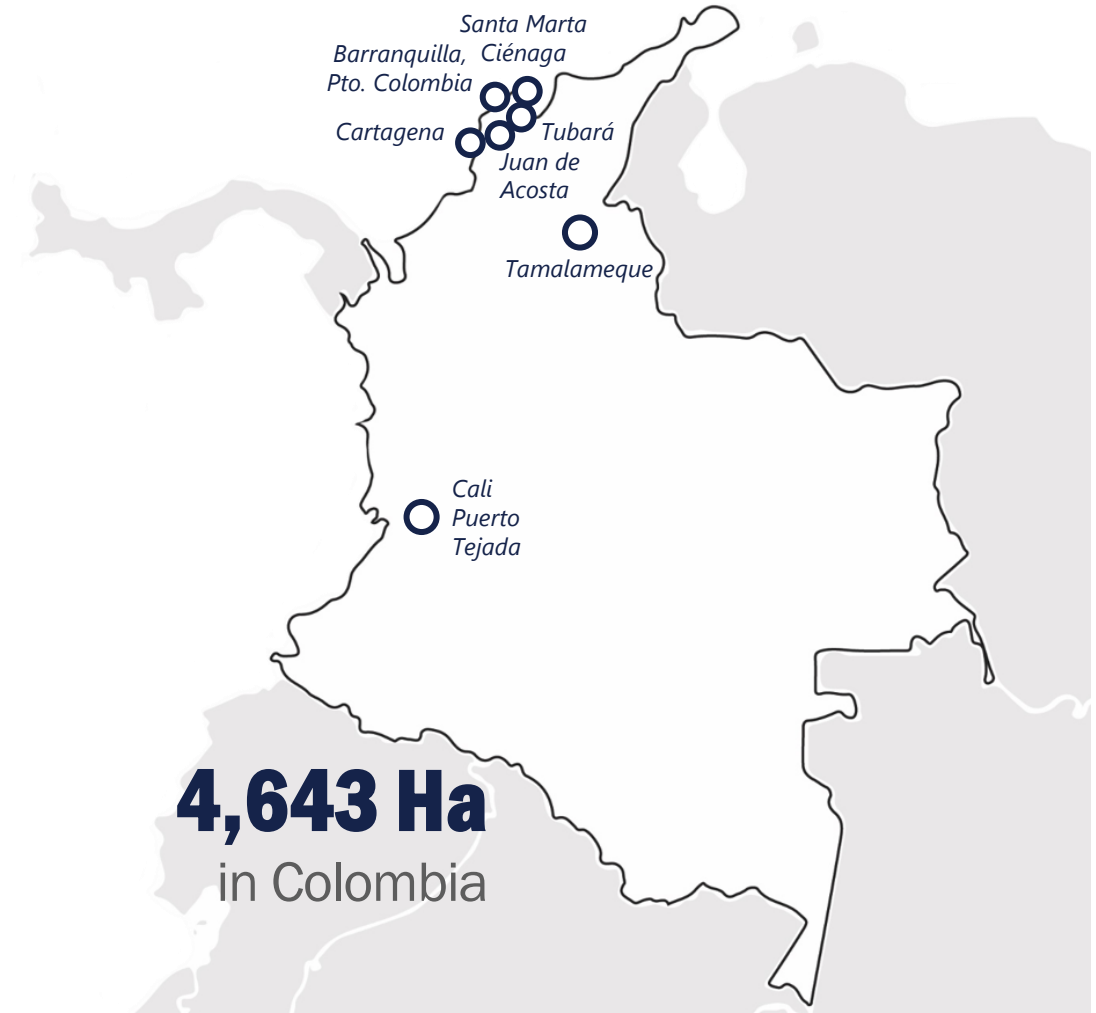 Santa Marta
Ciénaga
Barranquilla,
Pto. Colombia
Cartagena
Tubará
Juan de
Acosta
Tamalameque
Cali
Puerto
Tejada
4,643 Ha
in Colombia